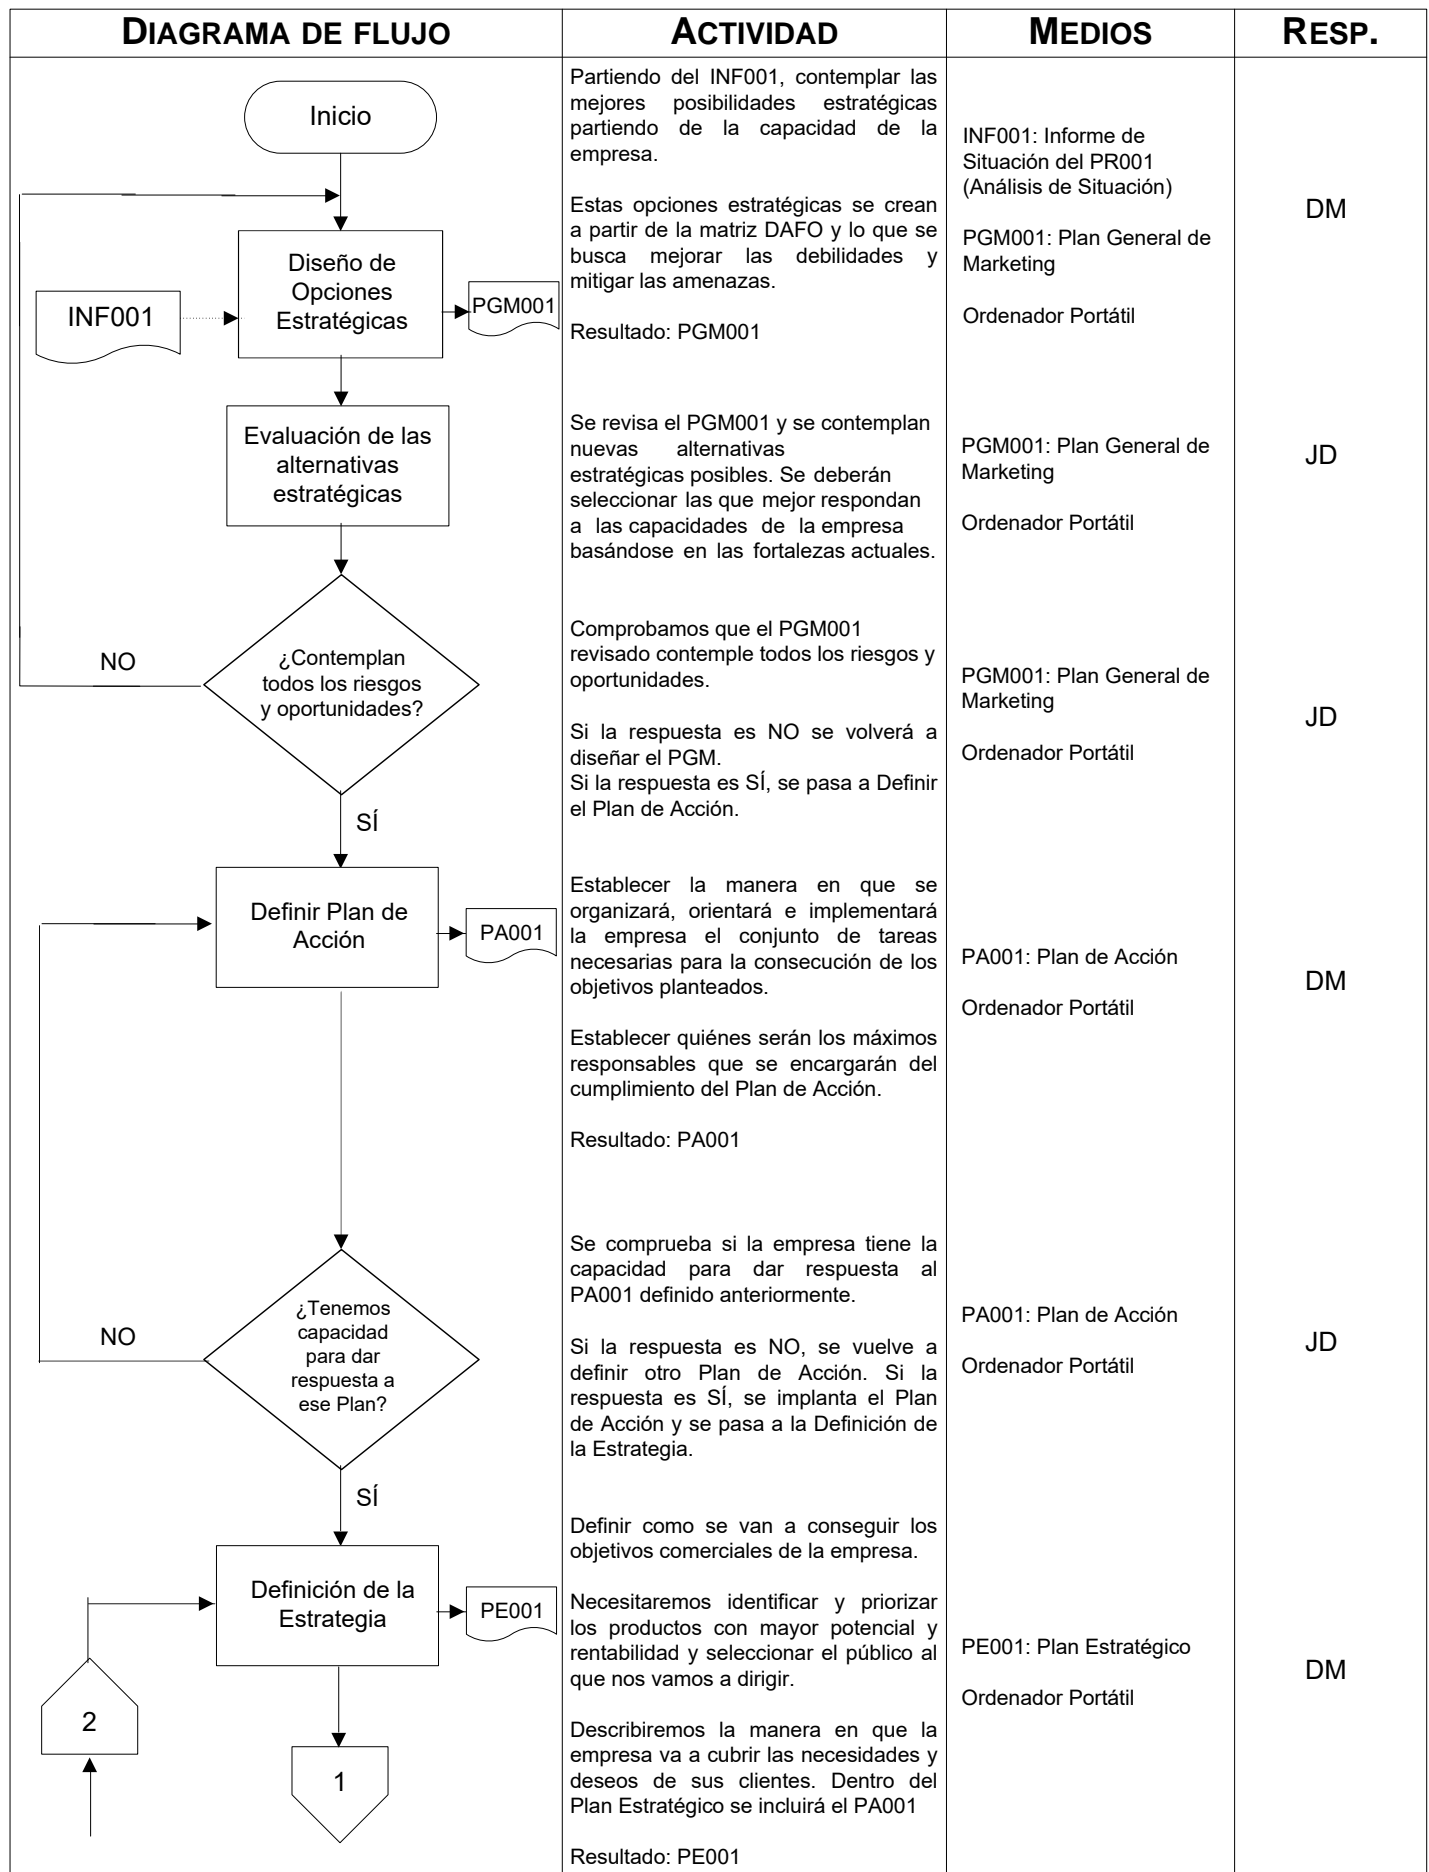 DIAGRAMA DE FLUJO
ACTIVIDAD
MEDIOS
RESP.
Inicio
INF001
Diseño de
Opciones
Estratégicas
PGM001
Partiendo del INF001, contemplar las
mejores posibilidades estratégicas
partiendo de la capacidad de la
empresa.
Estas opciones estratégicas se crean
a partir de la matriz DAFO y lo que se
busca mejorar las debilidades y
mitigar las amenazas.
Resultado: PGM001
INF001: Informe de
Situación del PR001
(Análisis de Situación)
PGM001: Plan General de
Marketing
Ordenador Portátil
DM
Evaluación de las
alternativas
estratégicas
Se revisa el PGM001 y se contemplan
nuevas alternativas
estratégicas posibles. Se deberán
seleccionar las que mejor respondan
a las capacidades de la empresa
basándose en las fortalezas actuales.
PGM001: Plan General de
Marketing
Ordenador Portátil
JD
NO
¿Contemplan
todos los riesgos
y oportunidades?
SÍ
Comprobamos que el PGM001
revisado contemple todos los riesgos y
oportunidades.
Si la respuesta es NO se volverá a
diseñar el PGM.
Si la respuesta es SÍ, se pasa a Definir
el Plan de Acción.
PGM001: Plan General de
Marketing
Ordenador Portátil
JD
Definir Plan de
Acción
PA001
Establecer la manera en que se
organizará, orientará e implementará
la empresa el conjunto de tareas
necesarias para la consecución de los
objetivos planteados.
Establecer quiénes serán los máximos
responsables que se encargarán del
cumplimiento del Plan de Acción.
Resultado: PA001
PA001: Plan de Acción
Ordenador Portátil
DM
NO
¿Tenemos
capacidad
para dar
respuesta a
ese Plan?
SÍ
Se comprueba si la empresa tiene la
capacidad para dar respuesta al
PA001 definido anteriormente.
Si la respuesta es NO, se vuelve a
definir otro Plan de Acción. Si la
respuesta es SÍ, se implanta el Plan
de Acción y se pasa a la Definición de
la Estrategia.
PA001: Plan de Acción
Ordenador Portátil
JD
Definición de la
Estrategia
PE001
2
1
Definir como se van a conseguir los
objetivos comerciales de la empresa.
Necesitaremos identificar y priorizar
los productos con mayor potencial y
rentabilidad y seleccionar el público al
que nos vamos a dirigir.
Describiremos la manera en que la
empresa va a cubrir las necesidades y
deseos de sus clientes. Dentro del
Plan Estratégico se incluirá el PA001
Resultado: PE001
PE001: Plan Estratégico
Ordenador Portátil
DM